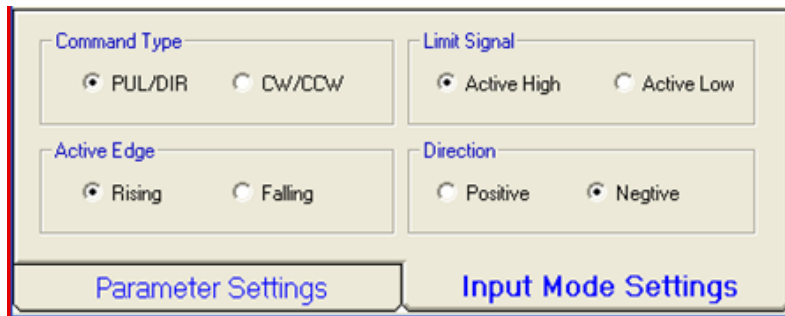 Command Type
PUL/DIR CW/CCW
Limit Signal
Active High Active Low
Active Edge
Rising Falling
Direction
Positive Negtive
Parameter Settings Input Mode Settings